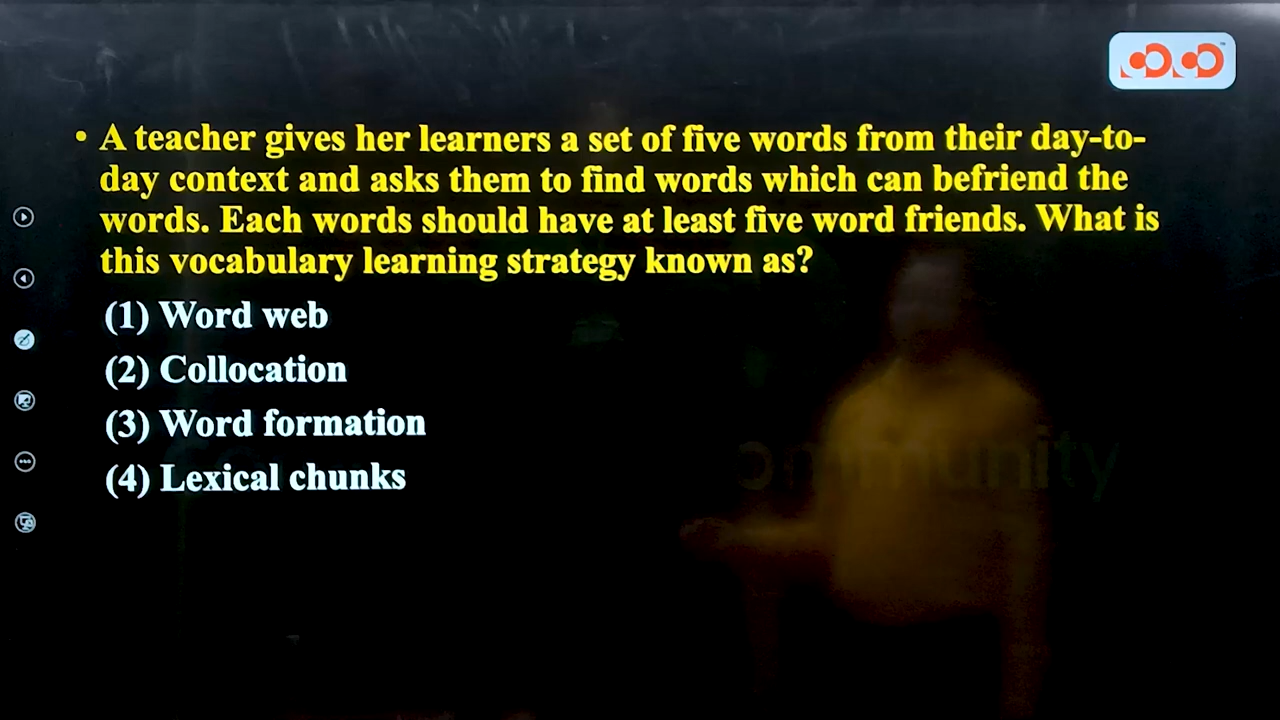 • A teacher gives her learners a set of five words from their day-to-
day context and asks them to find words which can befriend the
words. Each words should have at least five word friends. What is
this vocabulary learning strategy known as?
(1) Word web
(2) Collocation
(3) Word formation
(4) Lexical chunks